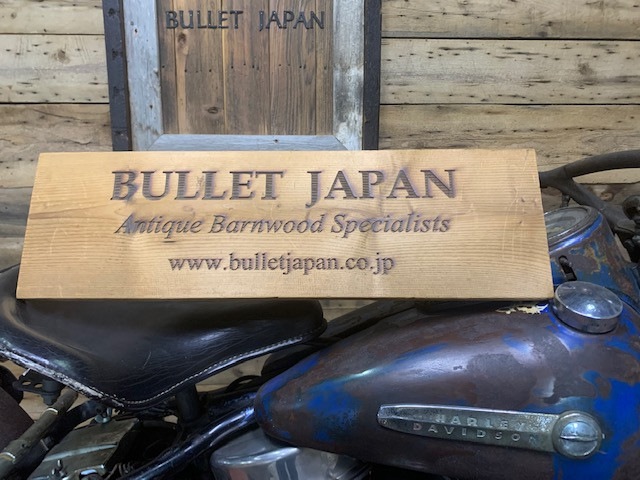 BULLET JAPAN
BULLET JAPAN
Antique Barnwood Specialists
www.bulletjapan.co.jp
HARLEY
DAVIDSON